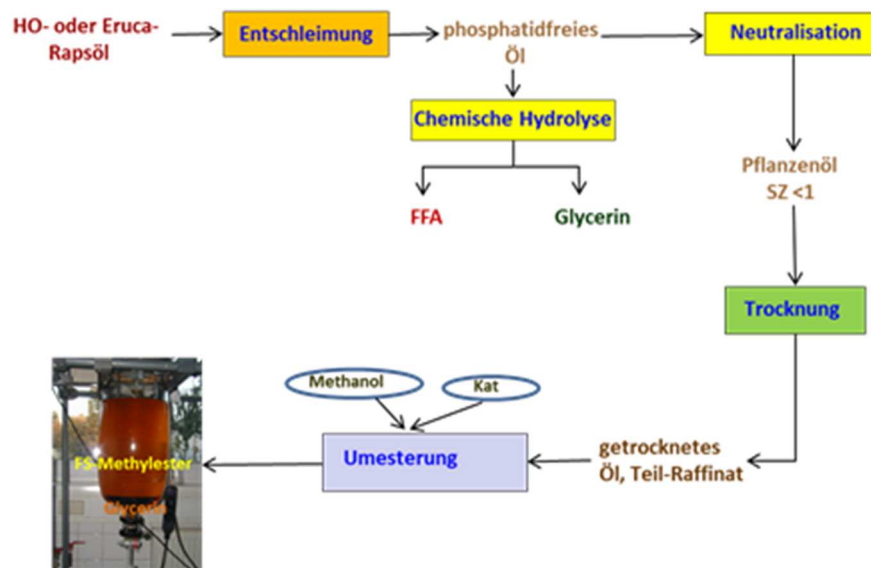 HO- oder Eruca-
Rapsöl
Entschleimung
phosphatidfreies
Öl
Neutralisation
Chemische Hydrolyse
FFA
Glycerin
Pflanzenöl
SZ <1
Trocknung
Methanol
Kat
Umesterung
getrocknetes
Öl, Teil-Raffinat
FS-Methylester
Glycerin